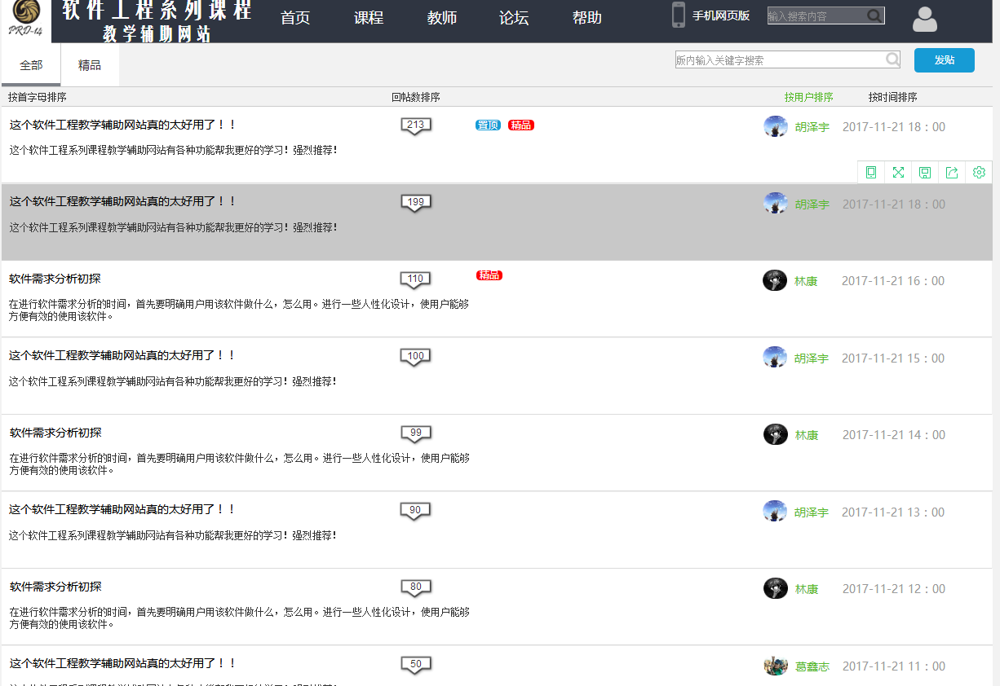 软件工程系列课程
教学辅助网站
PRD-14
首页 课程 教师 论坛 帮助
手机网页版
输入搜索内容
全部 精品
版内输入关键字搜索
发贴
按首字母排序 回帖数排序 按用户排序 按时间排序
这个软件工程教学辅助网站真的太好用了！！ 213 置顶 精品 胡泽宇 2017-11-21 18：00
这个软件工程系列课程教学辅助网站有各种功能帮我更好的学习！强烈推荐！
这个软件工程教学辅助网站真的太好用了！！ 199 胡泽宇 2017-11-21 18：00
这个软件工程系列课程教学辅助网站有各种功能帮我更好的学习！强烈推荐！
软件需求分析初探 110 精品 林康 2017-11-21 16：00
在进行软件需求分析的时间，首先要明确用户用该软件做什么，怎么用。进行一些人性化设计，使用户能够
方便有效的使用该软件。
这个软件工程教学辅助网站真的太好用了！！ 100 胡泽宇 2017-11-21 15：00
这个软件工程系列课程教学辅助网站有各种功能帮我更好的学习！强烈推荐！
软件需求分析初探 99 林康 2017-11-21 14：00
在进行软件需求分析的时间，首先要明确用户用该软件做什么，怎么用。进行一些人性化设计，使用户能够
方便有效的使用该软件。
这个软件工程教学辅助网站真的太好用了！！ 90 胡泽宇 2017-11-21 13：00
这个软件工程系列课程教学辅助网站有各种功能帮我更好的学习！强烈推荐！
软件需求分析初探 80 林康 2017-11-21 12：00
在进行软件需求分析的时间，首先要明确用户用该软件做什么，怎么用。进行一些人性化设计，使用户能够
方便有效的使用该软件。
这个软件工程教学辅助网站真的太好用了！！ 50 葛鑫志 2017-11-21 11：00